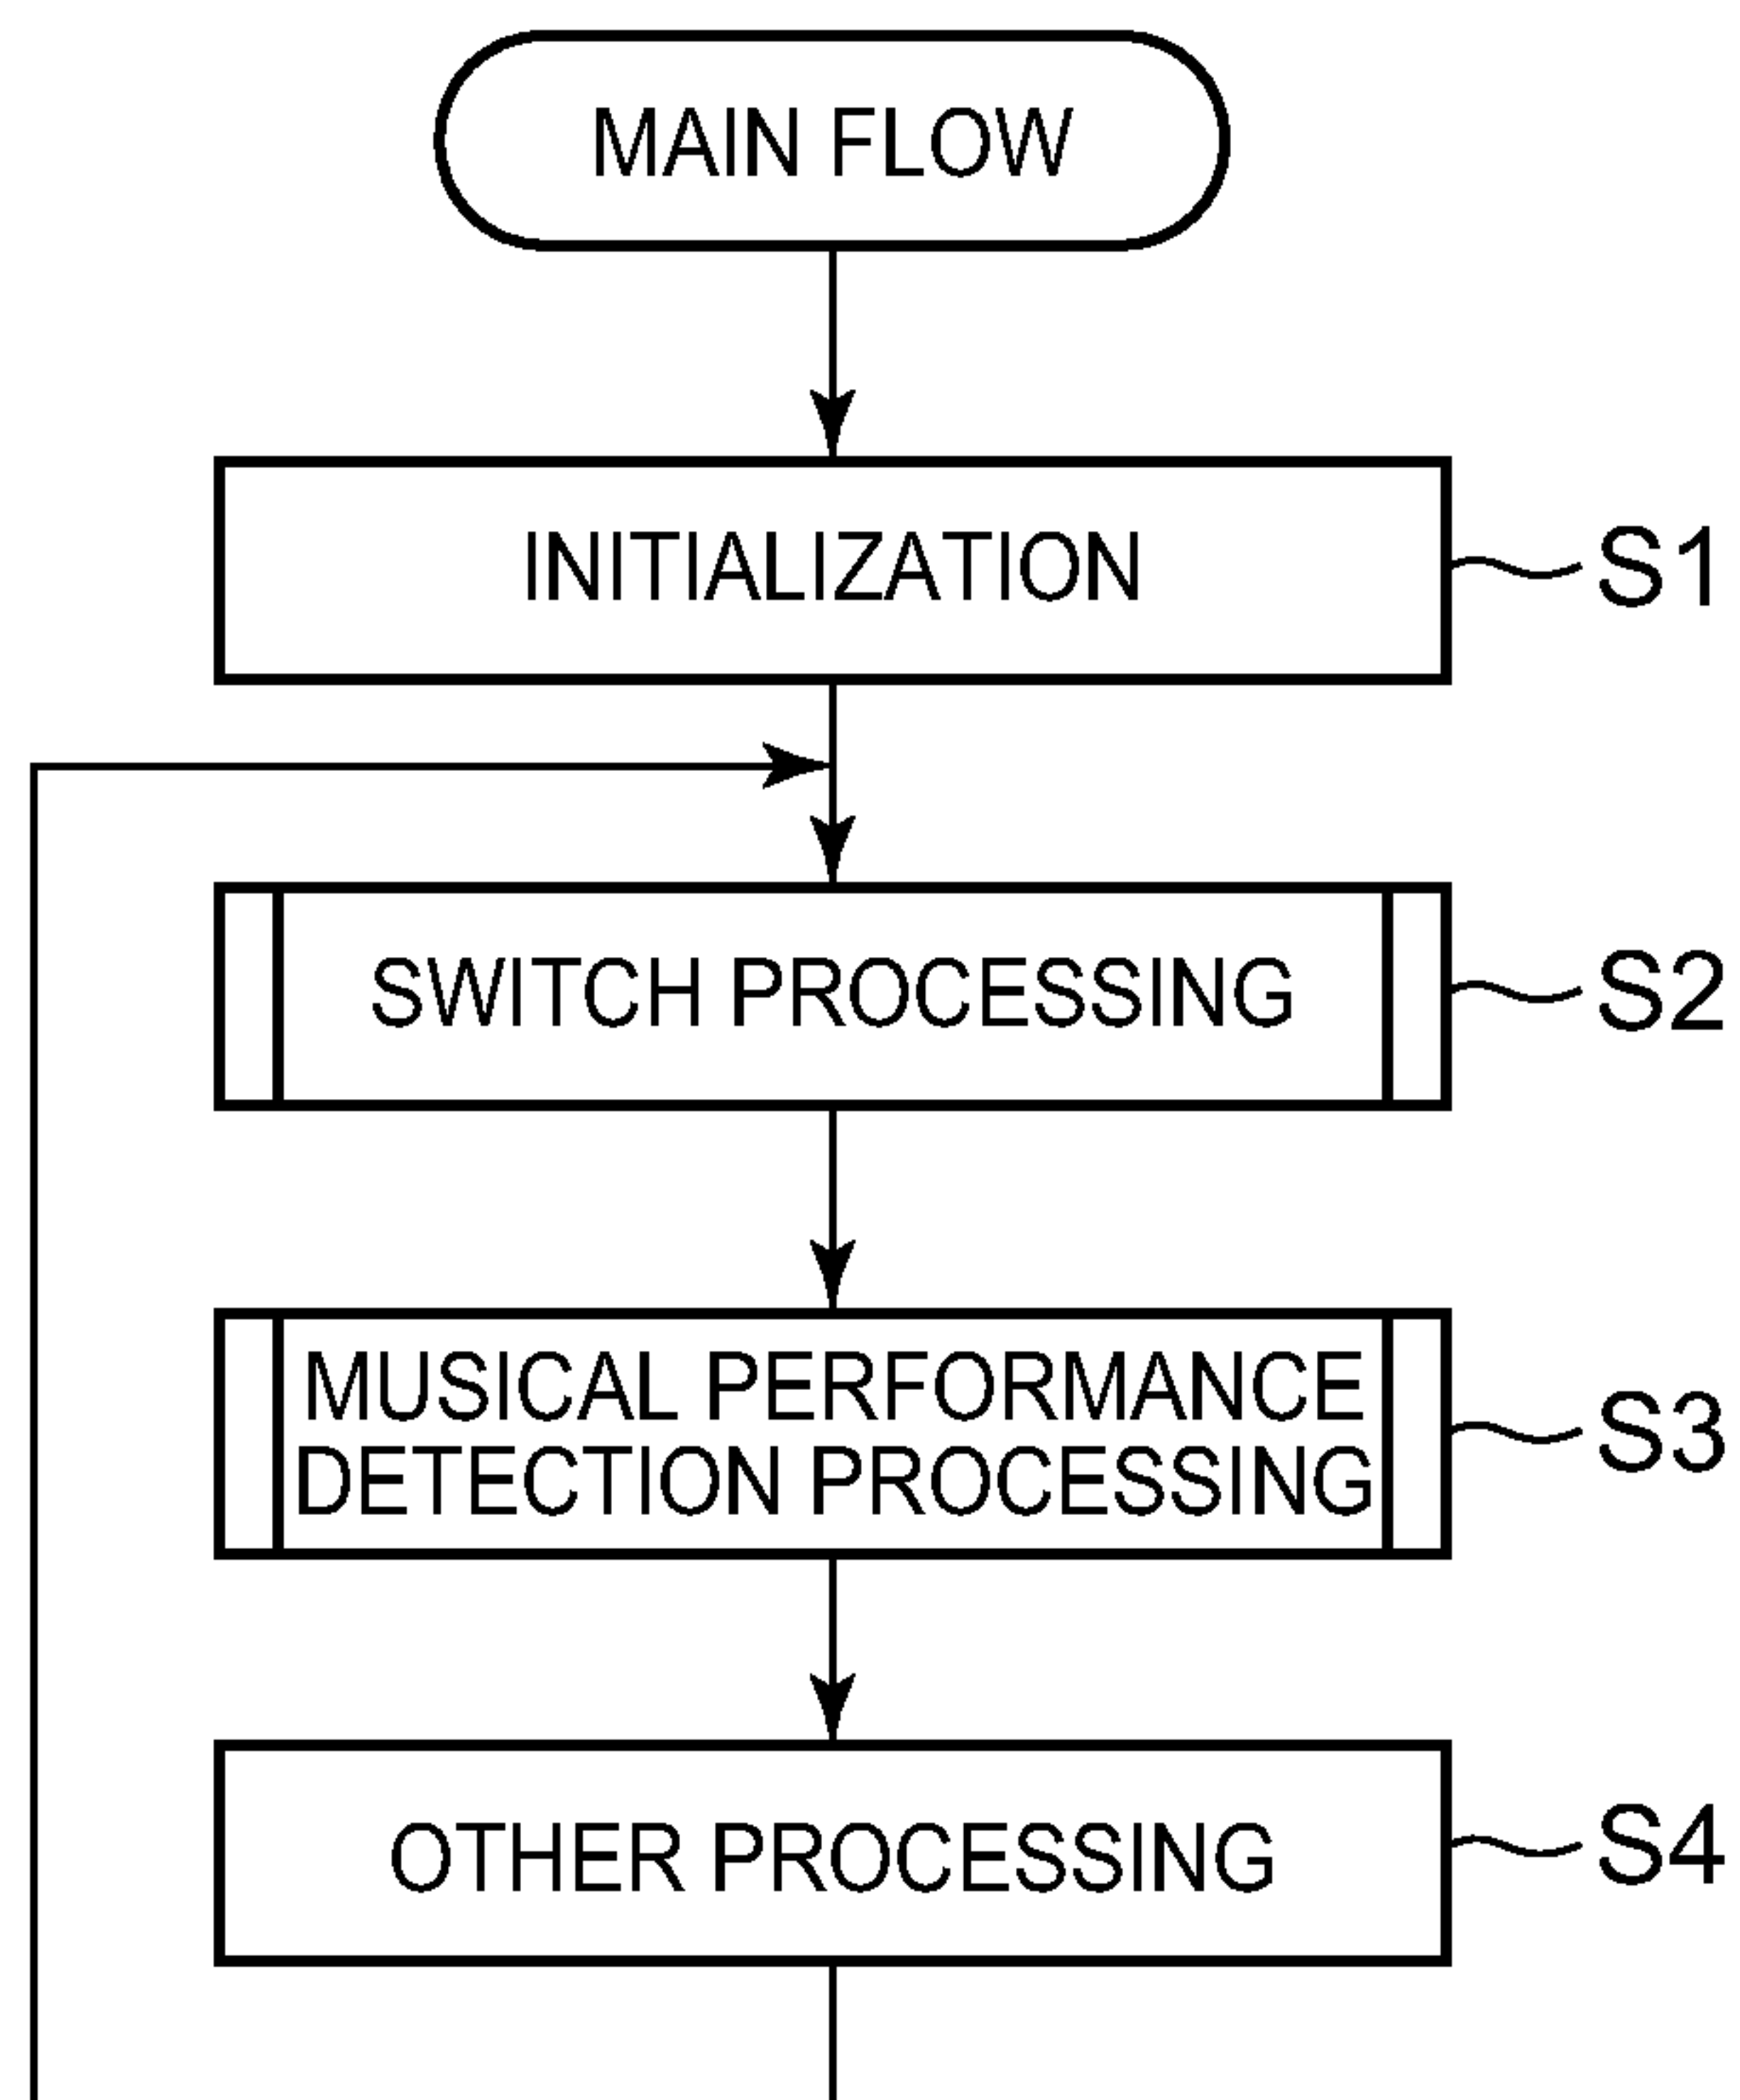 MAIN FLOW
INITIALIZATION
S1
SWITCH PROCESSING
S2
MUSICAL PERFORMANCE
DETECTION PROCESSING
S3
OTHER PROCESSING
S4